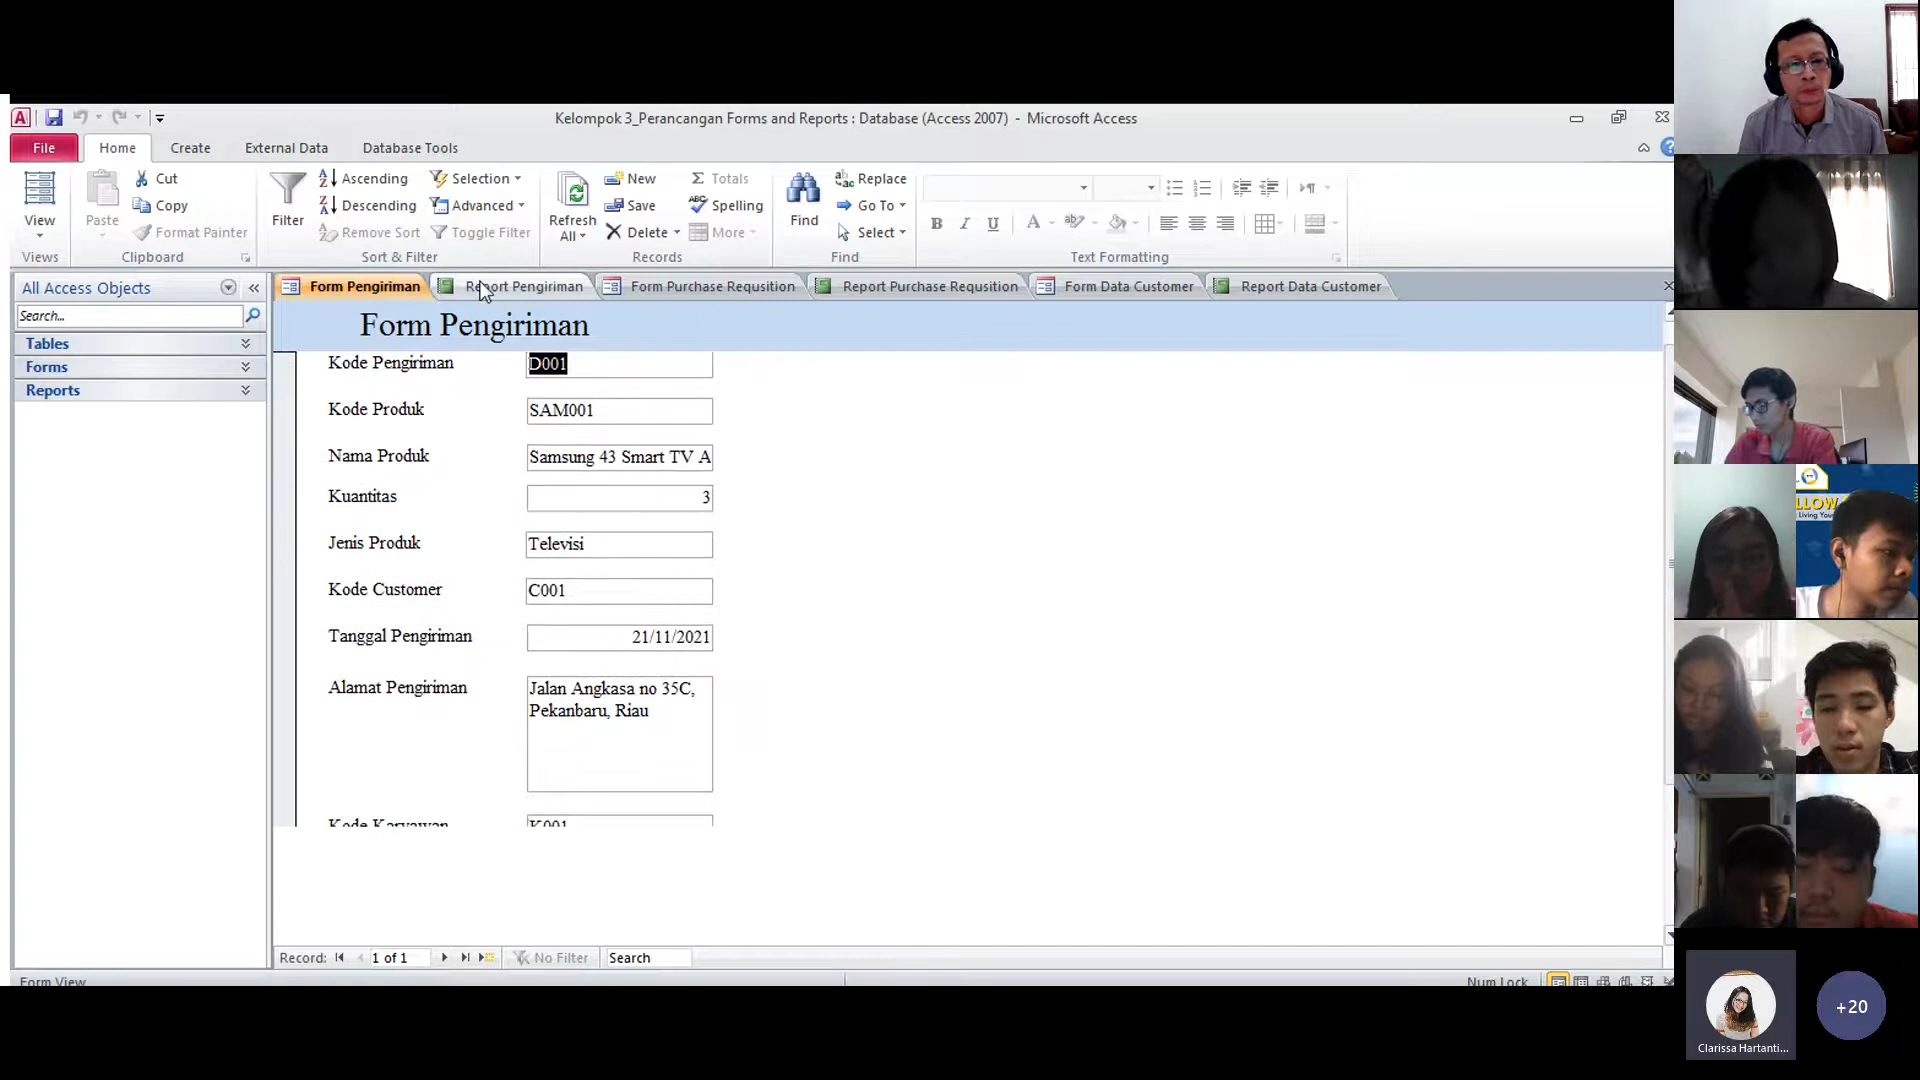 Kelompok 3_Perancangan Forms and Reports : Database (Access 2007) - Microsoft Access
File Home Create External Data Database Tools
View
Views
Paste
Cut
Copy
Format Painter
Clipboard
Filter
Ascending
Descending
Remove Sort
Selection
Advanced
Toggle Filter
Sort & Filter
Refresh All
New
Save
Delete
Totals
Spelling
More
Records
Find
Replace
Go To
Select
Find
B I U A
Text Formatting
All Access Objects
Search...
Tables
Forms
Reports
Form Pengiriman Report Pengiriman Form Purchase Requsition Report Purchase Requsition Form Data Customer Report Data Customer
Form Pengiriman
Kode Pengiriman D001
Kode Produk SAM001
Nama Produk Samsung 43 Smart TV A
Kuantitas 3
Jenis Produk Televisi
Kode Customer C001
Tanggal Pengiriman 21/11/2021
Alamat Pengiriman Jalan Angkasa no 35C,
Pekanbaru, Riau
Kode Karyawan K001
Record: 1 of 1 No Filter Search
Form View Num Lock
Living You
Clarissa Hartanti...
+20